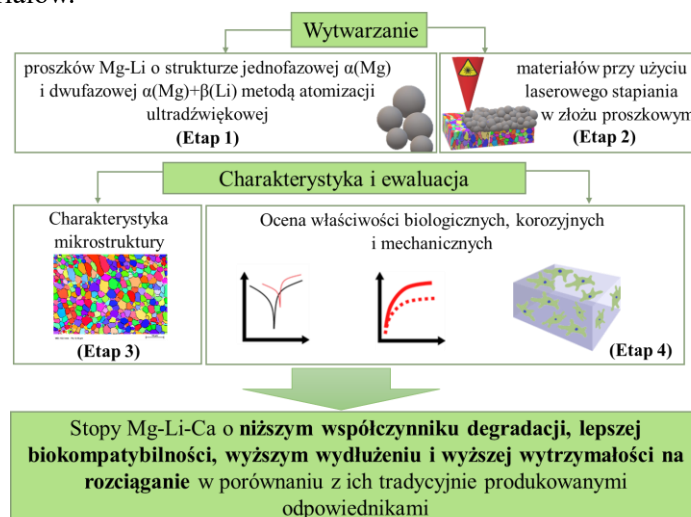 Wytwarzanie
proszków Mg-Li o strukturze jednofazowej α(Mg)
i dwufazowej α(Mg)+β(Li) metodą atomizacji
ultradźwiękowej
(Etap 1)
materiałów przy użyciu
laserowego stapiania
w złożu proszkowym
(Etap 2)
Charakterystyka i ewaluacja
Charakterystyka
mikrostruktury
(Etap 3)
Ocena właściwości biologicznych, korozyjnych
i mechanicznych
(Etap 4)
Stopy Mg-Li-Ca o niższym współczynniku degradacji, lepszej
biokompatybilności, wyższym wydłużeniu i wyższej wytrzymałości na
rozciąganie w porównaniu z ich tradycyjnie produkowanymi
odpowiednikami